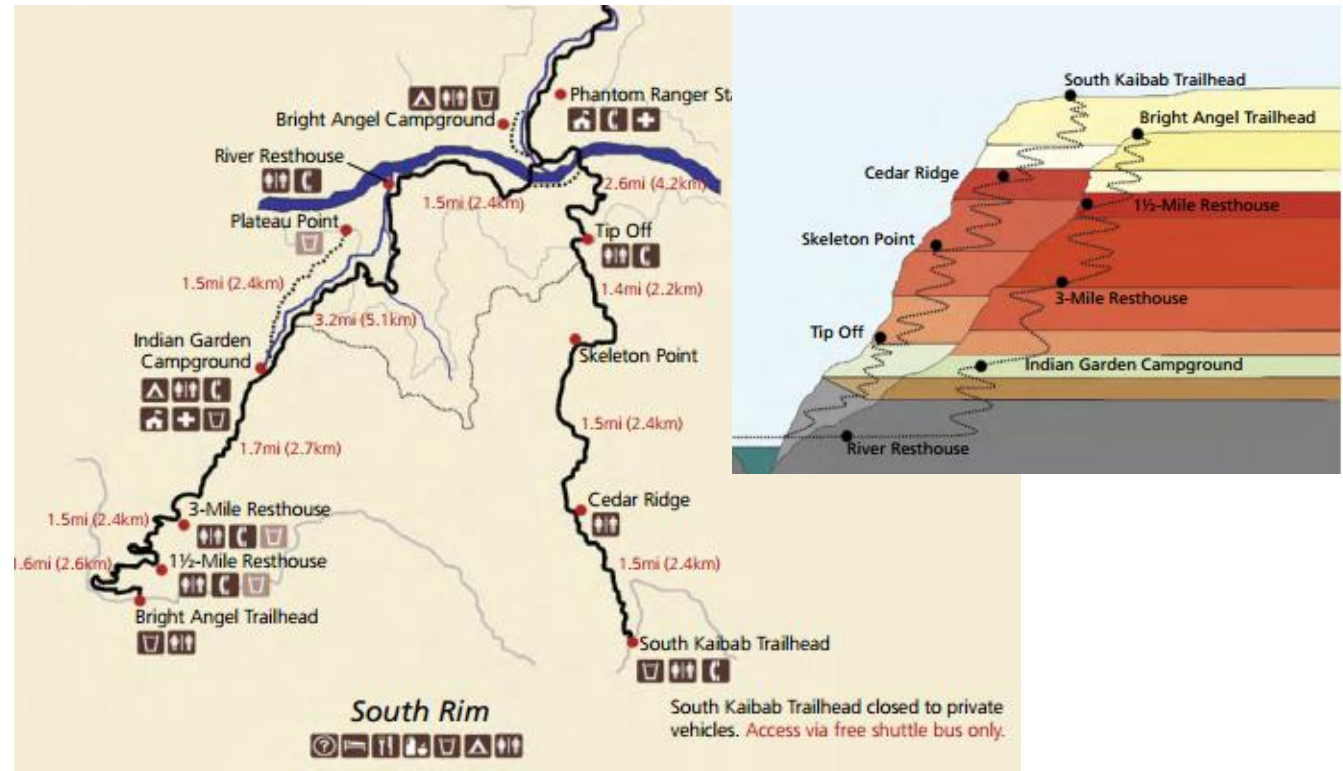 Phantom Ranger Sta
Bright Angel Campground
River Resthouse
2.6mi (4.2km)
1.5mi (2.4km)
Plateau Point
Tip Off
1.5mi (2.4km)
1.4mi (2.2km)
3.2mi (5.1km)
Indian Garden
Campground
Skeleton Point
1.5mi (2.4km)
1.7mi (2.7km)
Cedar Ridge
3-Mile Resthouse
1.5mi (2.4km)
1½-Mile Resthouse
.6mi (2.6km)
1.5mi (2.4km)
Bright Angel Trailhead
South Kaibab Trailhead
South Rim
South Kaibab Trailhead closed to private
vehicles. Access via free shuttle bus only.
South Kaibab Trailhead
Bright Angel Trailhead
Cedar Ridge
1½-Mile Resthouse
Skeleton Point
3-Mile Resthouse
Tip Off
Indian Garden Campground
River Resthouse